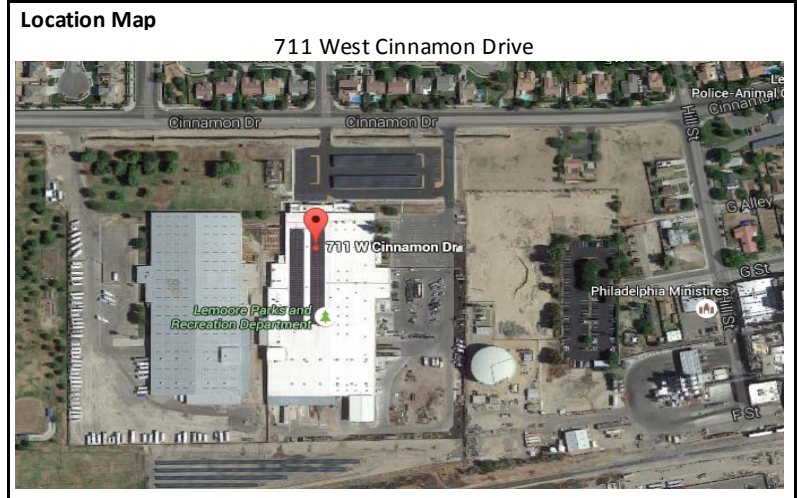 Location Map
711 West Cinnamon Drive
Police-Animal
Cinnamon
Cinnamon Dr
Cinnamon Dr
Hill St
G Alley
711 W Cinnamon Dr
G St
Philadelphia Ministires
Lemoore Parks and
Recreation Department
Hill St
F St